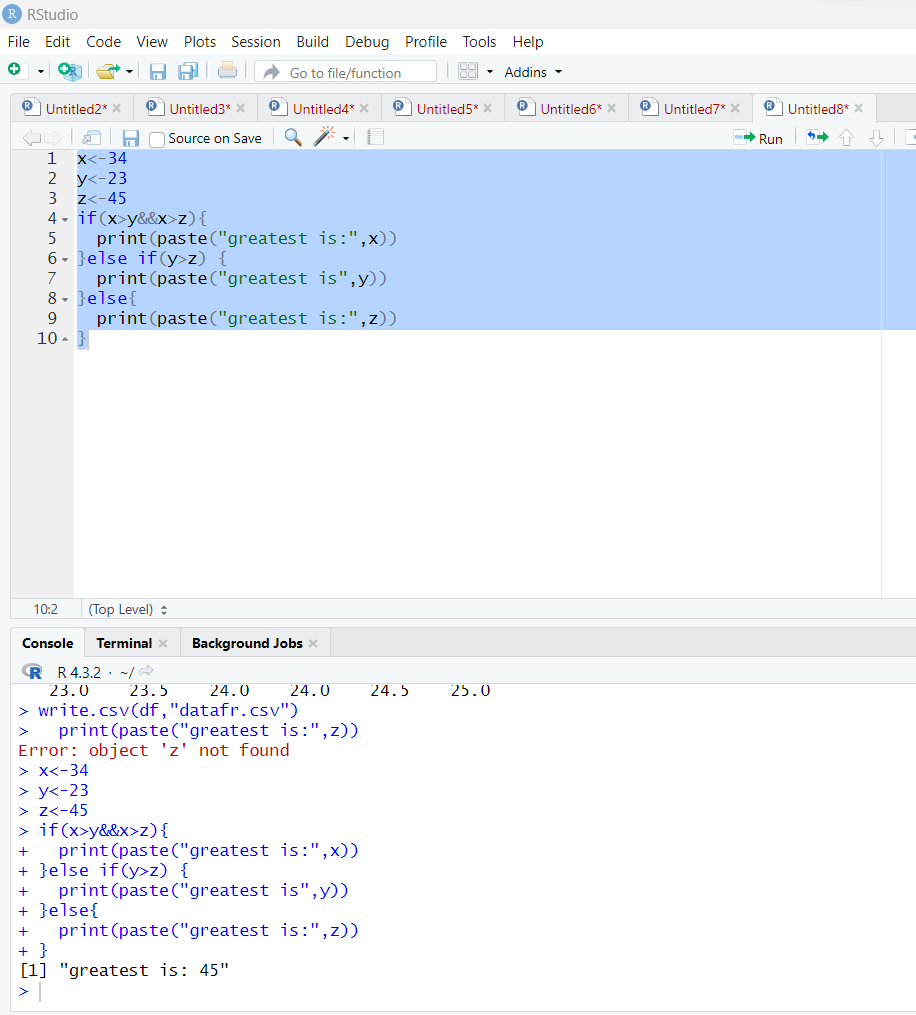 RStudio
File Edit Code View Plots Session Build Debug Profile Tools Help
Go to file/function Addins
Untitled2* Untitled3* Untitled4* Untitled5* Untitled6* Untitled7* Untitled8*
Source on Save Run
1 x<-34
2 y<-23
3 z<-45
4 if(x>y&&x>z){
5   print(paste("greatest is:",x))
6 }else if(y>z) {
7   print(paste("greatest is",y))
8 }else{
9   print(paste("greatest is:",z))
10 }
10:2 (Top Level)
Console Terminal Background Jobs
R 4.3.2 · ~/
23.0 23.5 24.0 24.0 24.5 25.0
> write.csv(df,"datafr.csv")
>   print(paste("greatest is:",z))
Error: object 'z' not found
> x<-34
> y<-23
> z<-45
> if(x>y&&x>z){
+   print(paste("greatest is:",x))
+ }else if(y>z) {
+   print(paste("greatest is",y))
+ }else{
+   print(paste("greatest is:",z))
+ }
[1] "greatest is: 45"
>